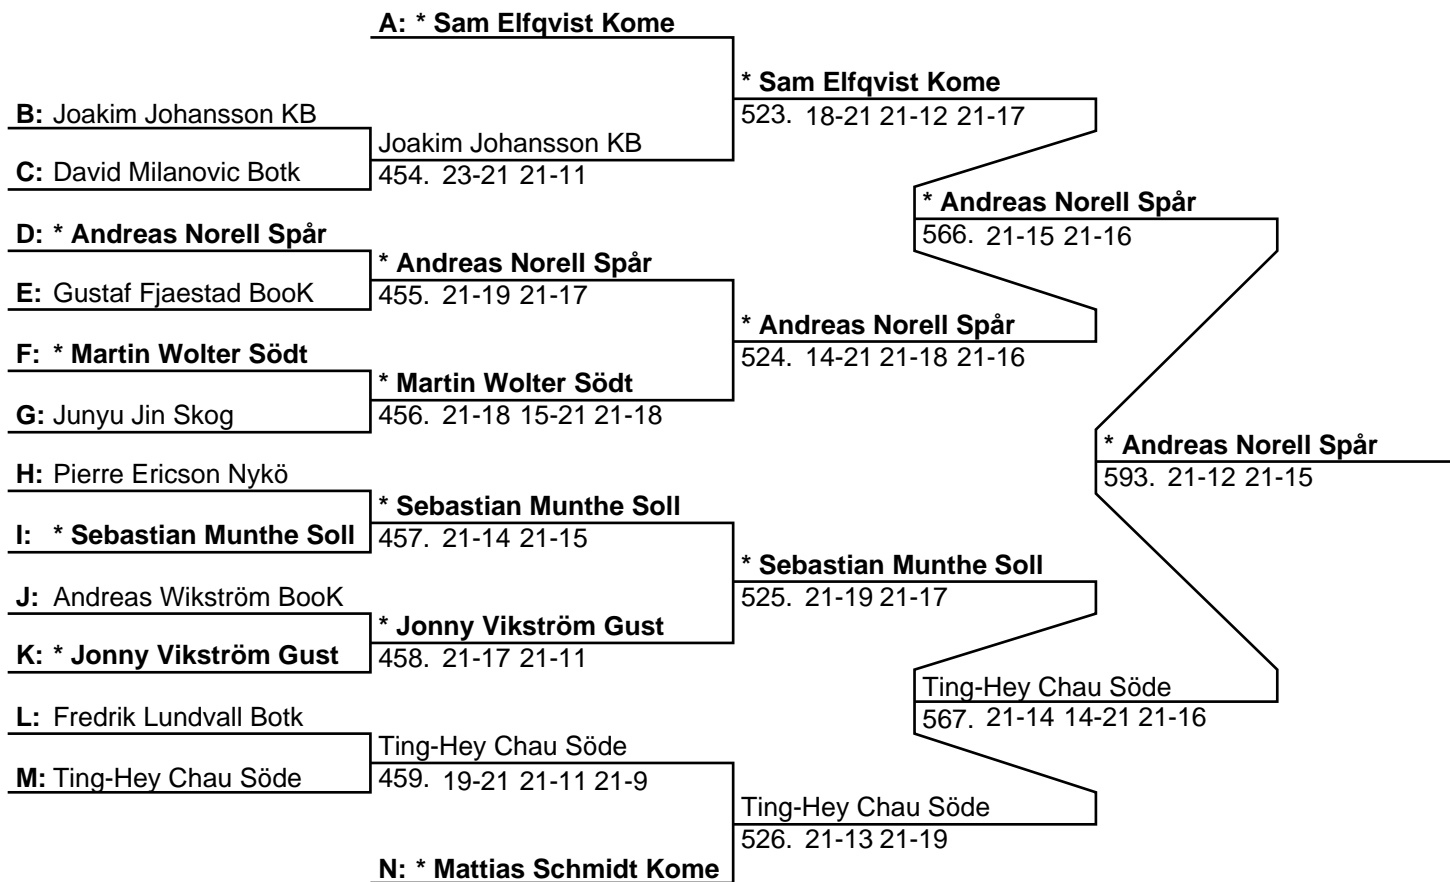 A: * Sam Elfqvist Kome
* Sam Elfqvist Kome
523. 18-21 21-12 21-17
B: Joakim Johansson KB
Joakim Johansson KB
454. 23-21 21-11
C: David Milanovic Botk
* Andreas Norell Spår
566. 21-15 21-16
D: * Andreas Norell Spår
* Andreas Norell Spår
455. 21-19 21-17
E: Gustaf Fjaestad BooK
* Andreas Norell Spår
524. 14-21 21-18 21-16
F: * Martin Wolter Södt
* Martin Wolter Södt
456. 21-18 15-21 21-18
G: Junyu Jin Skog
* Andreas Norell Spår
593. 21-12 21-15
H: Pierre Ericson Nykö
* Sebastian Munthe Soll
457. 21-14 21-15
I: * Sebastian Munthe Soll
* Sebastian Munthe Soll
525. 21-19 21-17
J: Andreas Wikström BooK
* Jonny Vikström Gust
458. 21-17 21-11
K: * Jonny Vikström Gust
Ting-Hey Chau Söde
567. 21-14 14-21 21-16
L: Fredrik Lundvall Botk
Ting-Hey Chau Söde
459. 19-21 21-11 21-9
M: Ting-Hey Chau Söde
Ting-Hey Chau Söde
526. 21-13 21-19
N: * Mattias Schmidt Kome